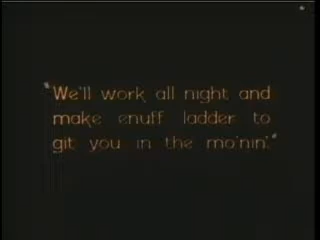 "We'll work all night and
make enuff ladder to
git you in the mo'nin'."